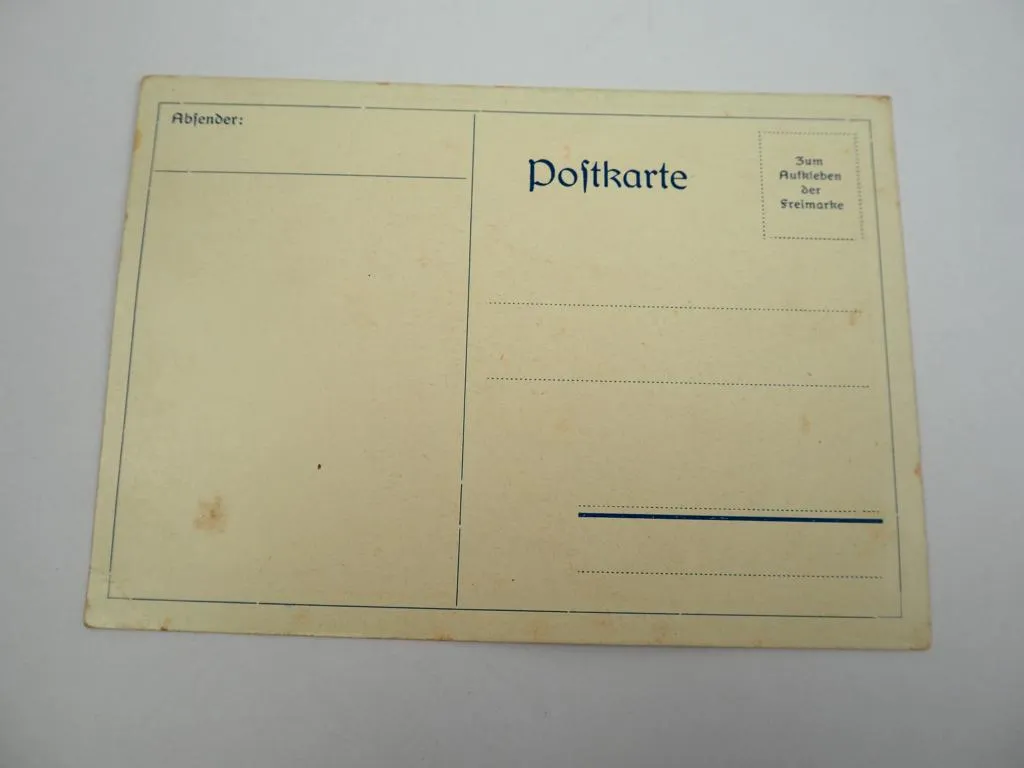 Abſender:
Poſtkarte
Zum
Aufkleben
der
Freimarke